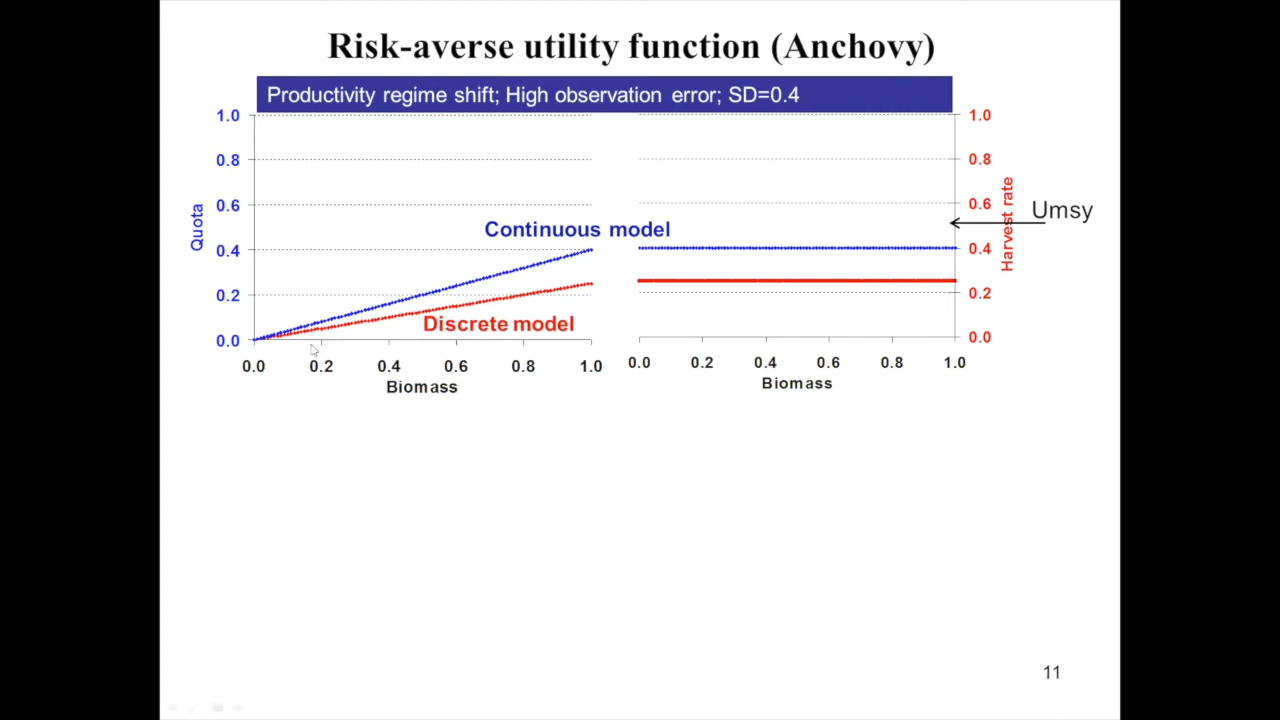 Risk-averse utility function (Anchovy)
Productivity regime shift; High observation error; SD=0.4
1.0
0.8
0.6
0.4
0.2
0.0
Quota
Continuous model
Discrete model
0.0 0.2 0.4 0.6 0.8 1.0
Biomass
1.0
0.8
0.6
0.4
0.2
0.0
Harvest rate
Umsy
0.0 0.2 0.4 0.6 0.8 1.0
Biomass
11